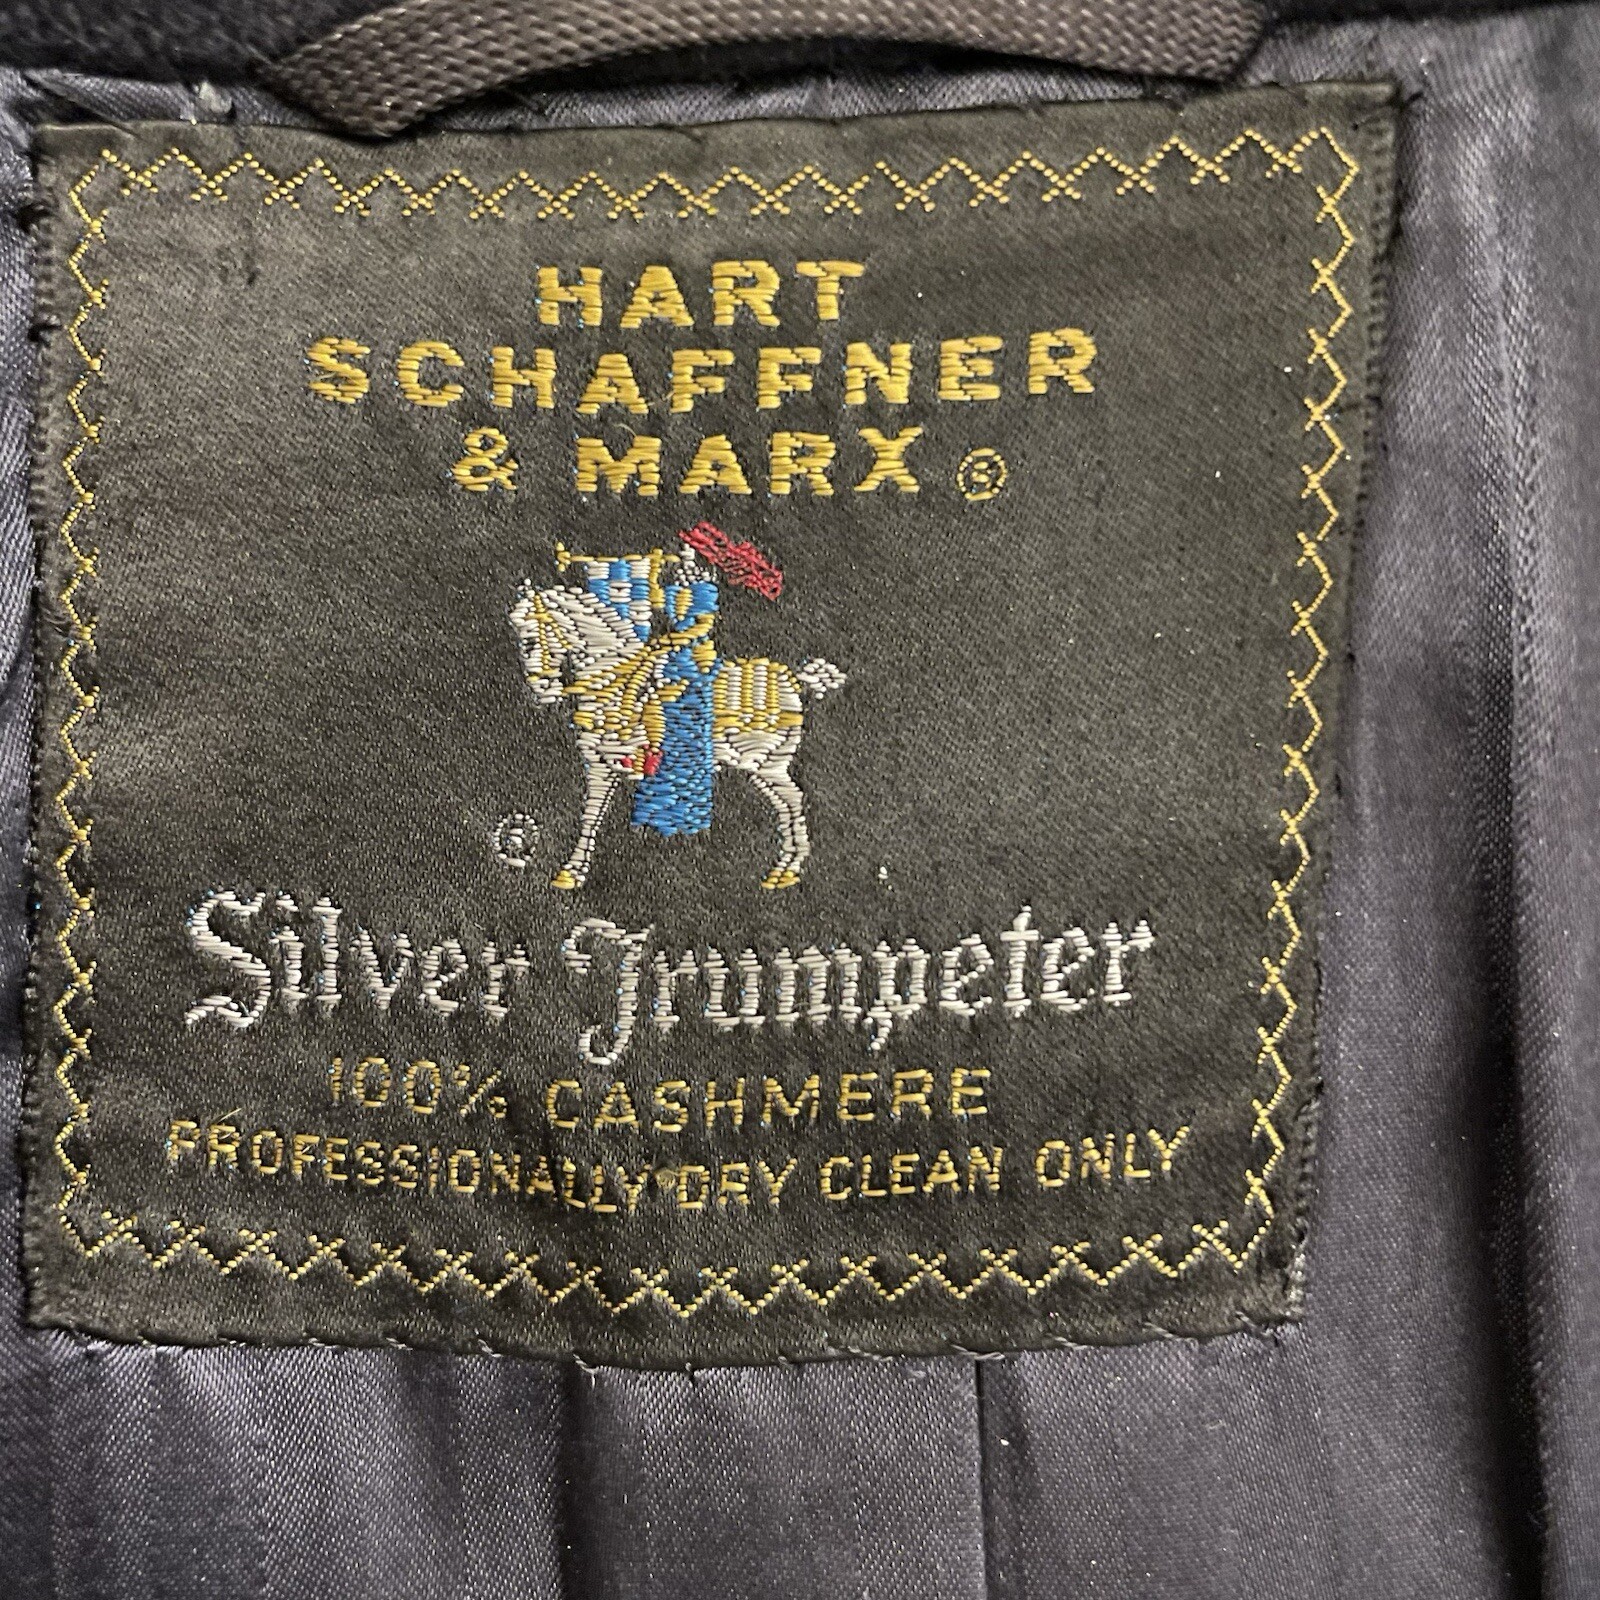 HART
SCHAFFNER
& MARX ®
®
Silver Trumpeter
100% CASHMERE
PROFESSIONALLY DRY CLEAN ONLY